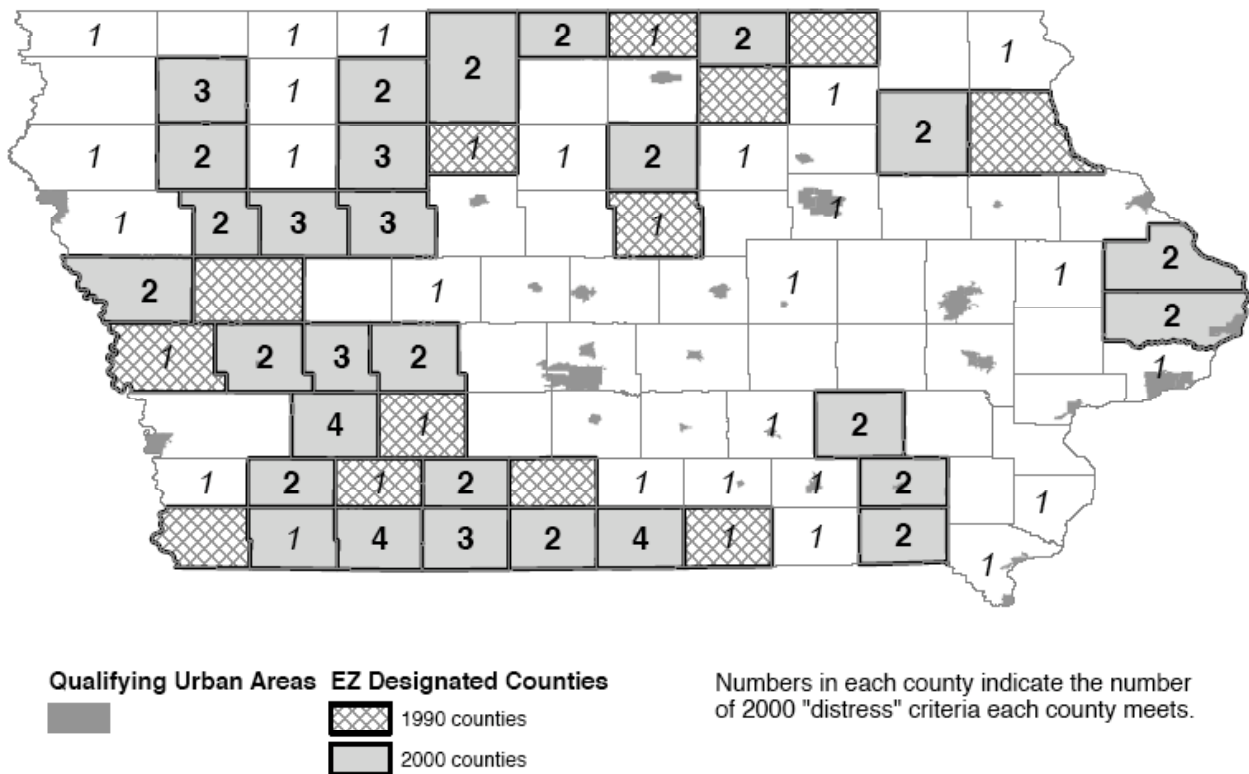 1 1 1 2 1 2 1
3 1 2 2 1
1 2 1 3 1 1 2 1 2
1 2 3 3 1 1
2 1 1 1 2
1 2 3 2 2 1
4 1 1 2
1 2 1 2 1 1 1 2 1
1 4 3 2 4 1 1 2 1
Qualifying Urban Areas
EZ Designated Counties
1990 counties
2000 counties
Numbers in each county indicate the number
of 2000 "distress" criteria each county meets.